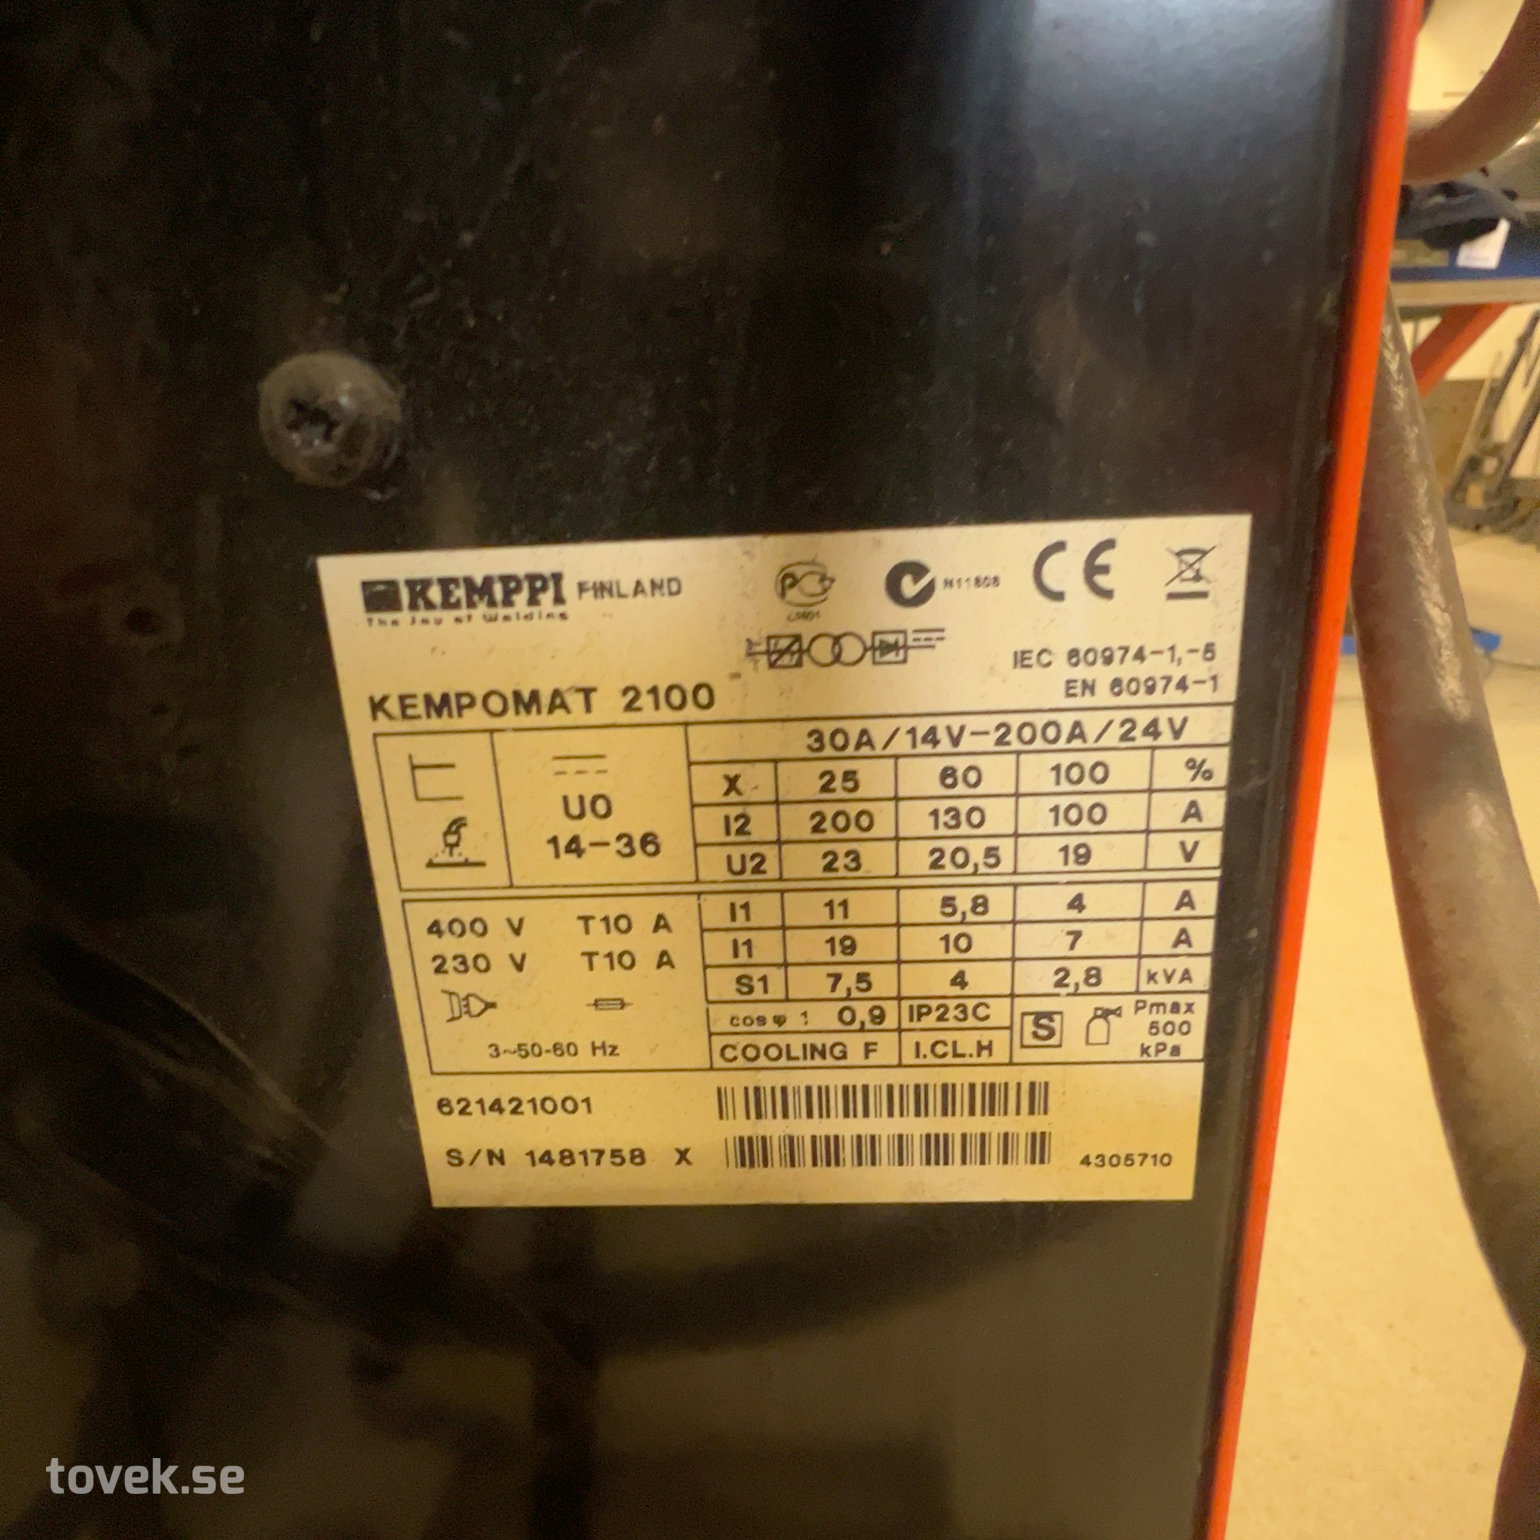 KEMPPI FINLAND
The Joy of Welding
N11808
CE
IEC 60974-1,-5
EN 60974-1
KEMPOMAT 2100
30A/14V-200A/24V
X 25 60 100 %
U0
14-36
I2 200 130 100 A
U2 23 20,5 19 V
400 V T10 A
I1 11 5,8 4 A
230 V T10 A
I1 19 10 7 A
S1 7,5 4 2,8 kVA
3~50-60 Hz
cos φ 1 0,9 IP23C
S
Pmax
500
kPa
COOLING F I.CL.H
621421001
S/N 1481758 X
4305710
tovek.se